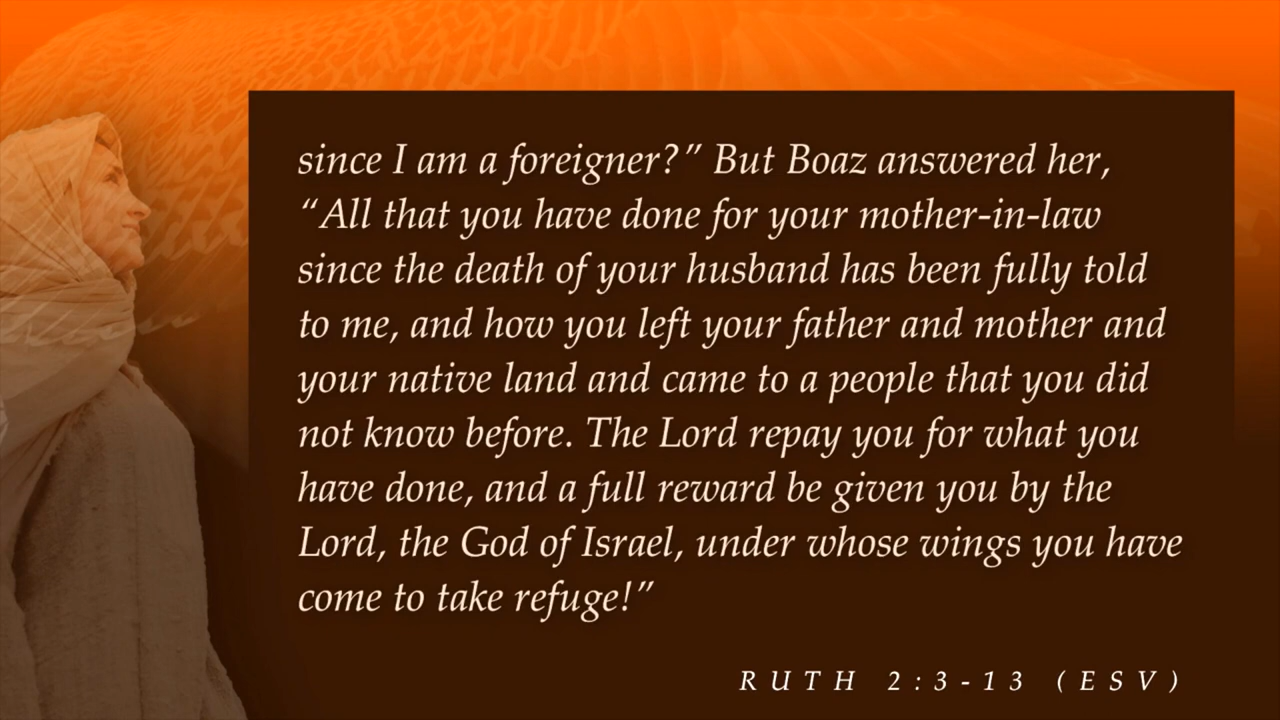 since I am a foreigner?” But Boaz answered her,
“All that you have done for your mother-in-law
since the death of your husband has been fully told
to me, and how you left your father and mother and
your native land and came to a people that you did
not know before. The Lord repay you for what you
have done, and a full reward be given you by the
Lord, the God of Israel, under whose wings you have
come to take refuge!”
RUTH 2:3-13 (ESV)